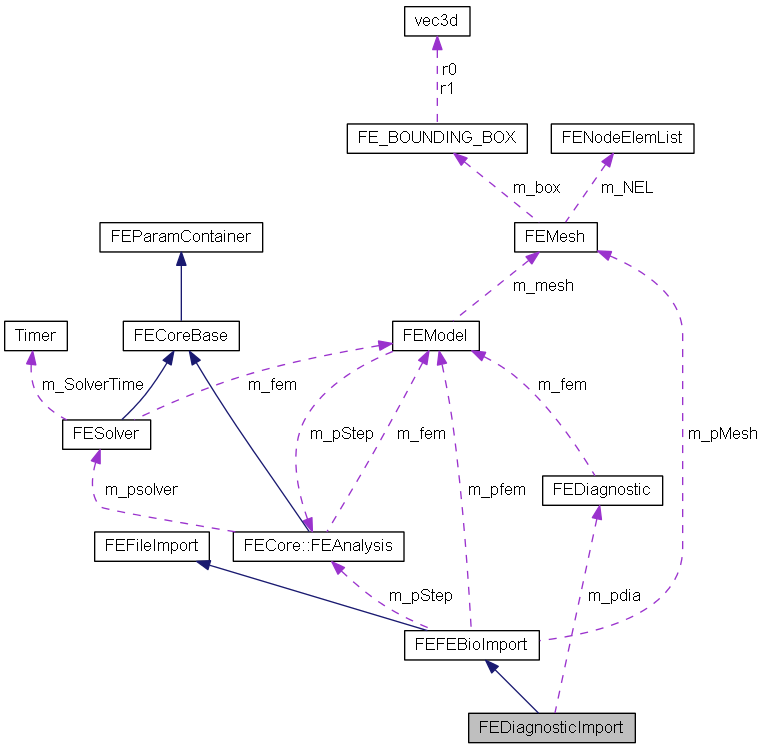 vec3d
r0
r1
FE_BOUNDING_BOX
FENodeElemList
m_box
m_NEL
FEParamContainer
FEMesh
m_mesh
Timer
FECoreBase
FEModel
m_SolverTime
m_fem
m_fem
FESolver
m_pStep
m_fem
m_pMesh
m_psolver
m_pfem
FEDiagnostic
FEFileImport
FECore::FEAnalysis
m_pStep
m_pdia
FEFEBioImport
FEDiagnosticImport